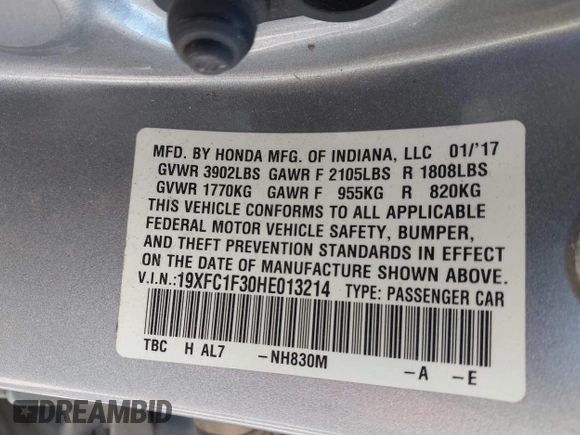 MFD. BY HONDA MFG. OF INDIANA, LLC 01/'17
GVWR 3902LBS GAWR F 2105LBS R 1808LBS
GVWR 1770KG GAWR F 955KG R 820KG
THIS VEHICLE CONFORMS TO ALL APPLICABLE
FEDERAL MOTOR VEHICLE SAFETY, BUMPER,
AND THEFT PREVENTION STANDARDS IN EFFECT
ON THE DATE OF MANUFACTURE SHOWN ABOVE.
V.I.N.:19XFC1F30HE013214 TYPE: PASSENGER CAR
TBC H AL7 -NH830M -A -E
DREAMBID